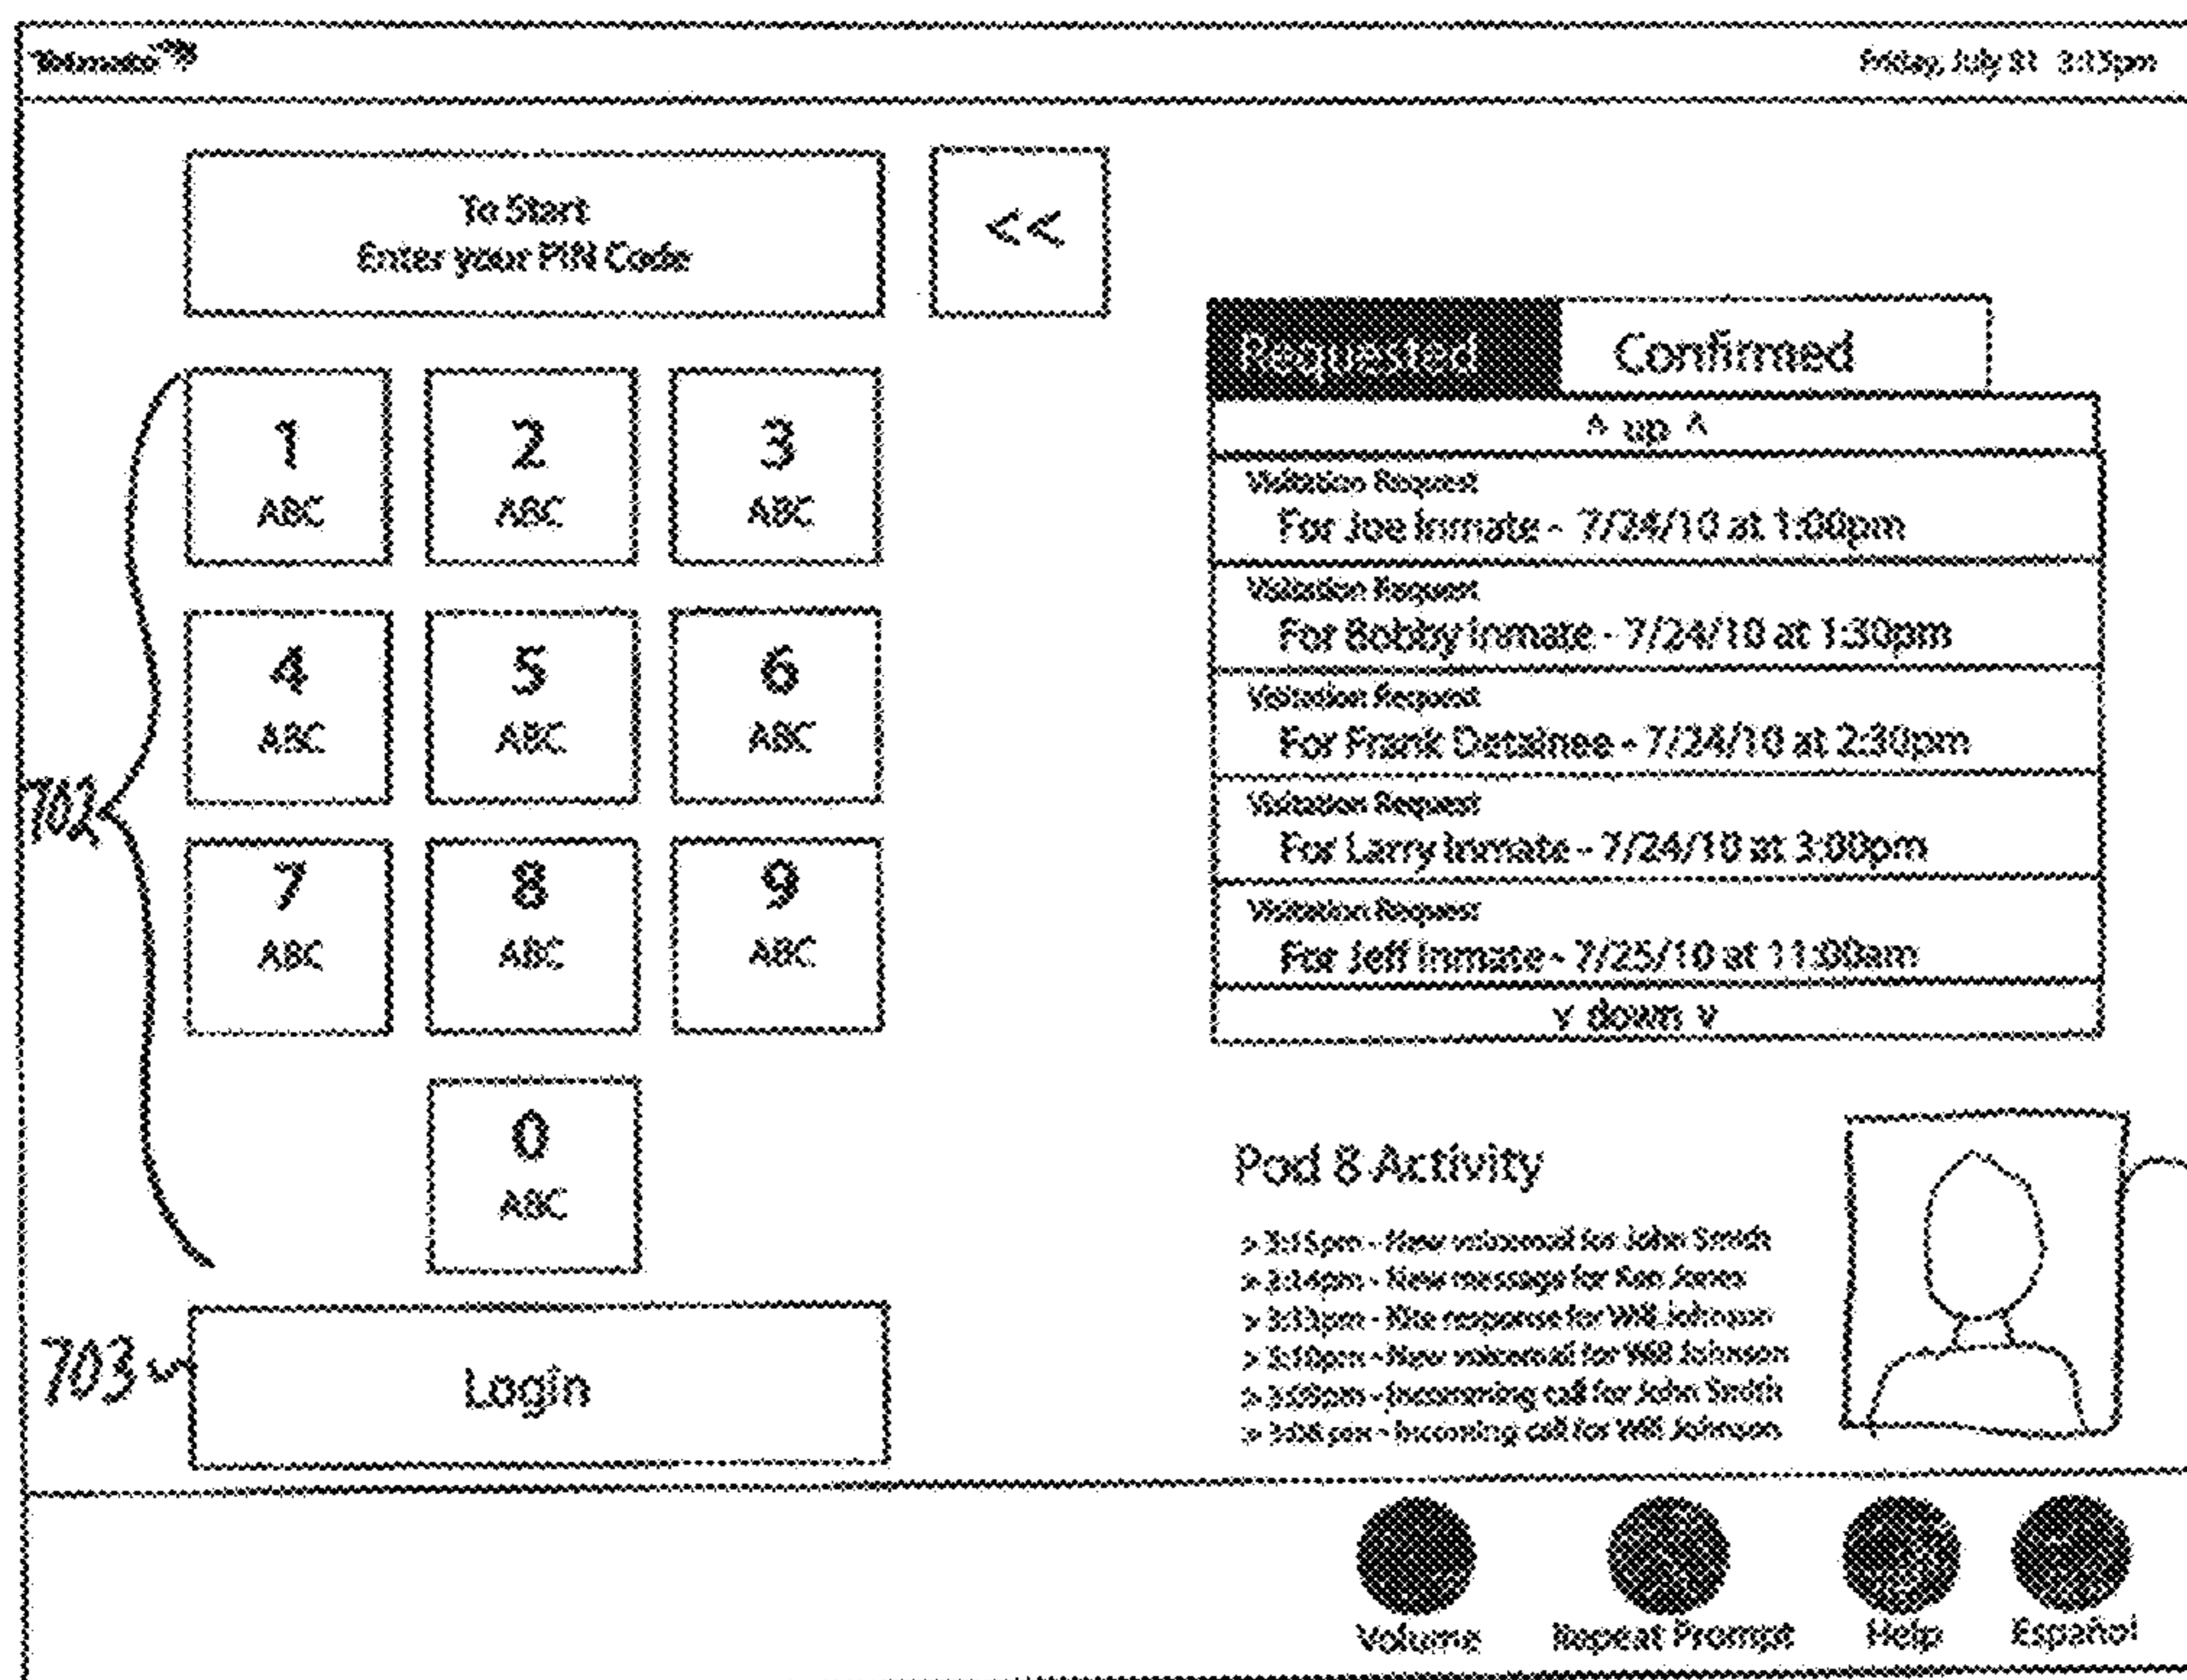 Telmate™
Friday, July 31 3:15pm
To Start
Enter your PIN Code
<<
1
ABC
2
ABC
3
ABC
4
ABC
5
ABC
6
ABC
7
ABC
8
ABC
9
ABC
0
ABC
702
703
Login
Requested
Confirmed
^ up ^
Visitation Request
For Joe Inmate - 7/24/10 at 1:00pm
Visitation Request
For Bobby Inmate - 7/24/10 at 1:30pm
Visitation Request
For Frank Detainee - 7/24/10 at 2:30pm
Visitation Request
For Larry Inmate - 7/24/10 at 3:00pm
Visitation Request
For Jeff Inmate - 7/25/10 at 11:00am
v down v
Pod 8 Activity
> 3:15pm - New voicemail for John Smith
> 3:14pm - New message for Ken Jones
> pm - response for Will Johnson
> 3:10pm - New voicemail for Will Johnson
> 3:09pm - Incomming call for John Smith
> 3:08 pm - Incoming call for Will Johnson
Volume
Repeat Prompt
Help
Español